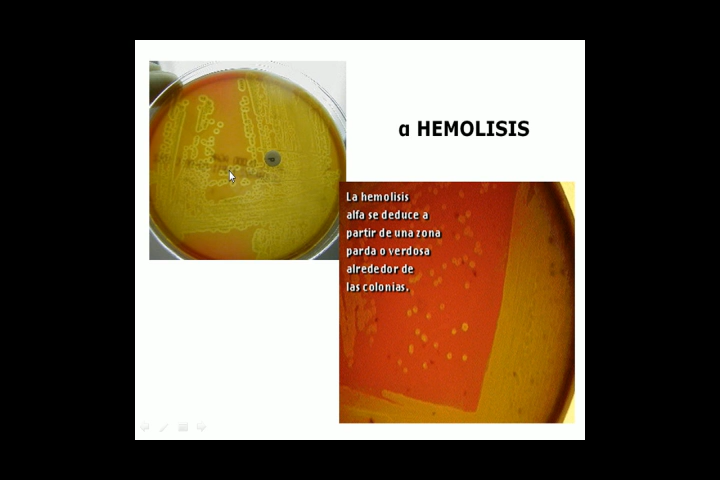 α HEMOLISIS
La hemolisis
alfa se deduce a
partir de una zona
parda o verdosa
alrededor de
las colonias.